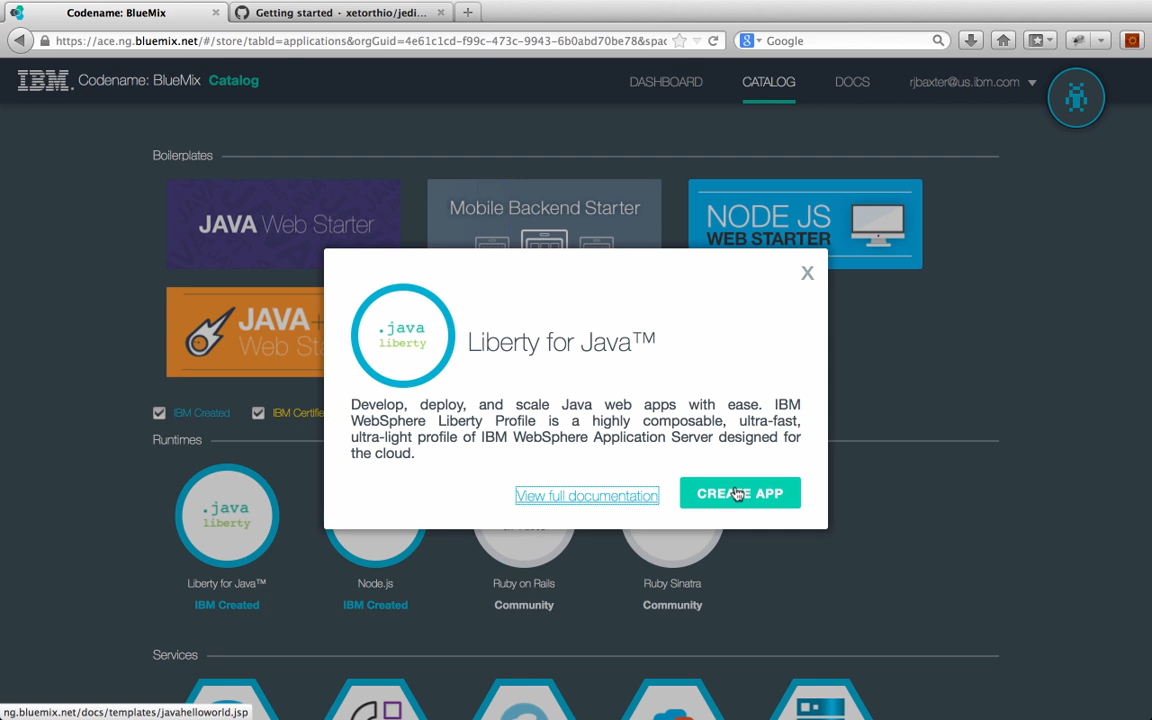 Codename: BlueMix
Getting started · xetorthio/jedi...
https://ace.ng.bluemix.net/#/store/tabId=applications&orgGuid=4e61c1cd-f99c-473c-9943-6b0abd70be78&spac
Google
IBM. Codename: BlueMix Catalog
DASHBOARD CATALOG DOCS rjbaxter@us.ibm.com
Boilerplates
JAVA Web Starter
Mobile Backend Starter
NODE JS
WEB STARTER
JAVA+
Web
X
.java
liberty
Liberty for Java™
Develop, deploy, and scale Java web apps with ease. IBM
WebSphere Liberty Profile is a highly composable, ultra-fast,
ultra-light profile of IBM WebSphere Application Server designed for
the cloud.
View full documentation
CREATE APP
IBM Created
IBM
Runtimes
.java
liberty
Liberty for Java™
IBM Created
Node.js
IBM Created
Ruby on Rails
Community
Ruby Sinatra
Community
Services
ng.bluemix.net/docs/templates/javahelloworld.jsp